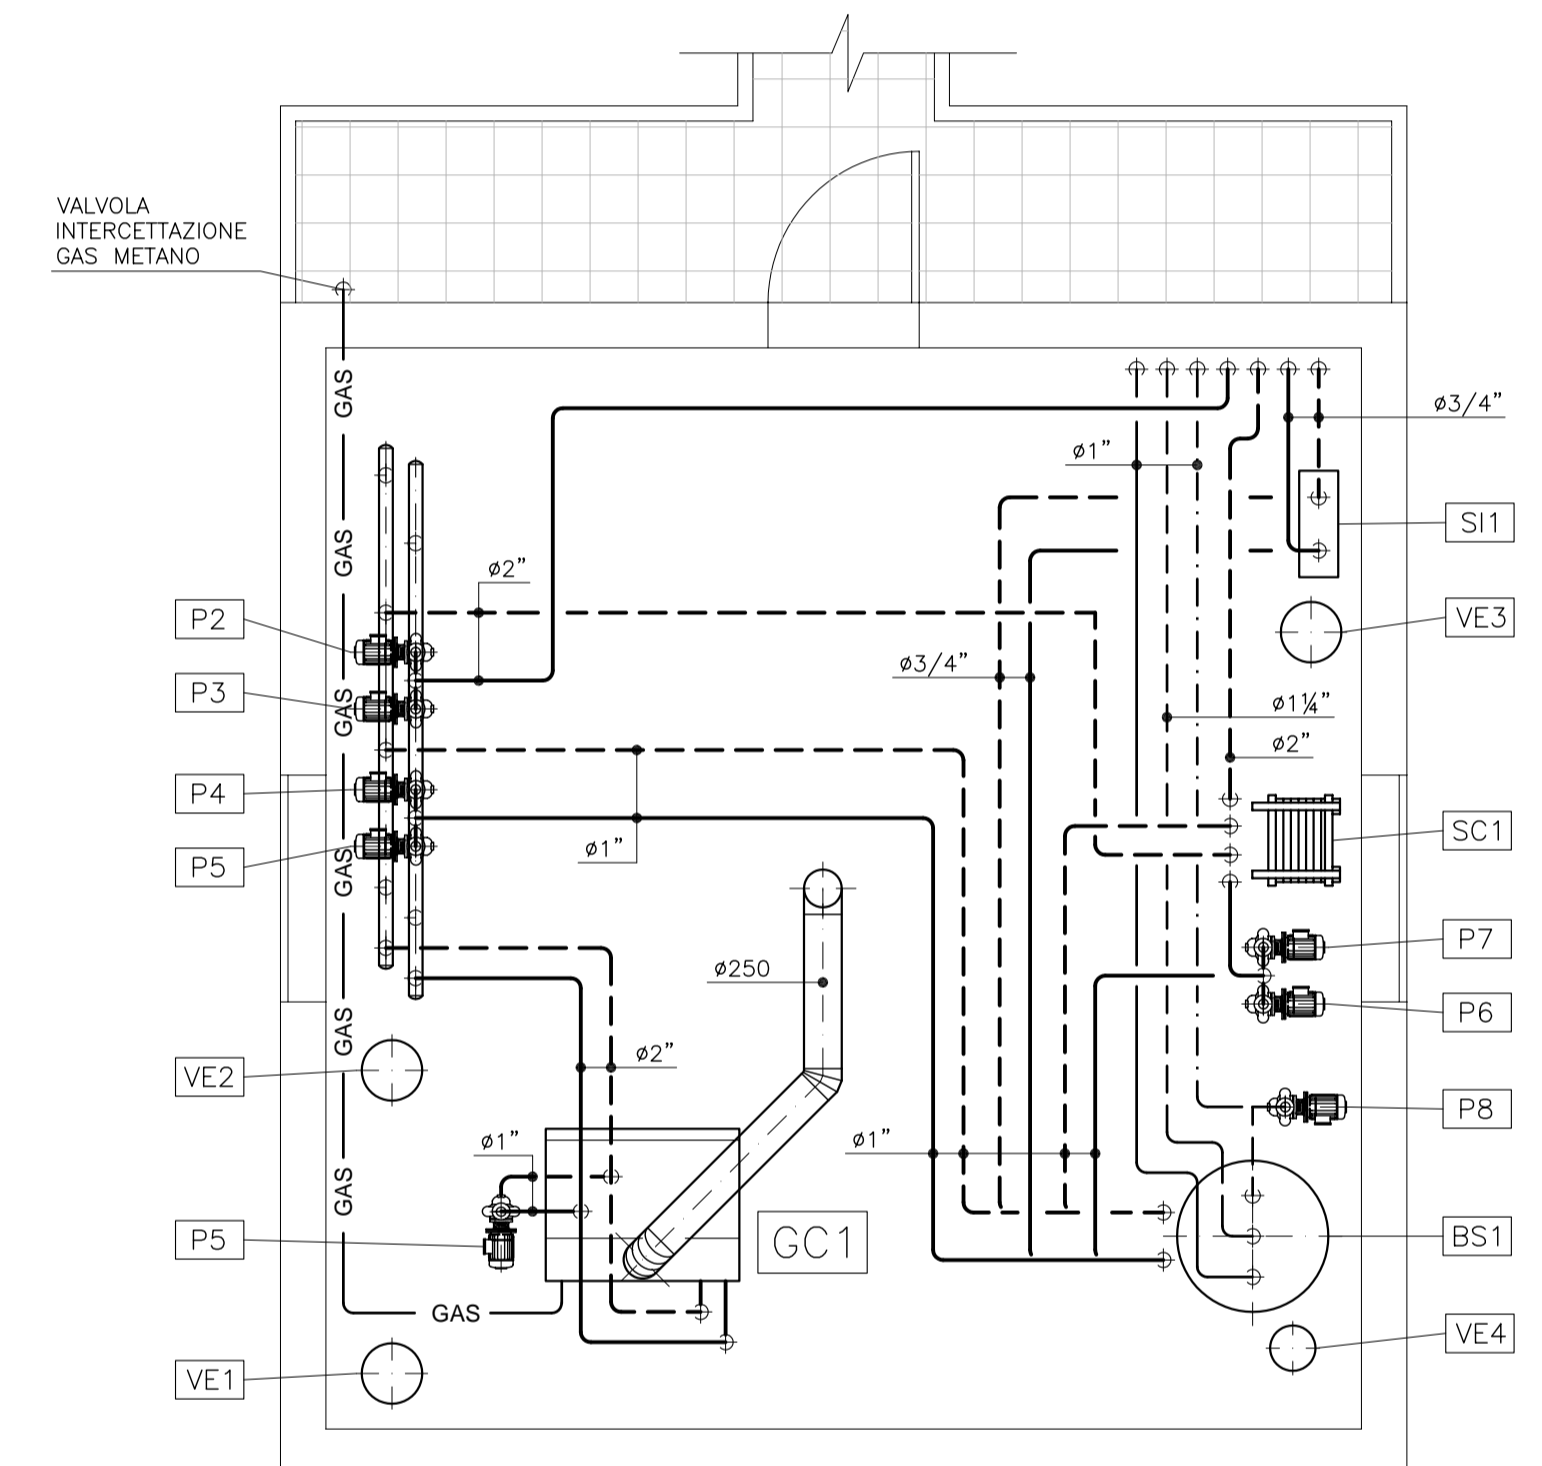 VALVOLA
INTERCETTAZIONE
GAS METANO
GAS
ø3/4"
ø1"
SI1
GAS
ø2"
P2
VE3
ø3/4"
P3
GAS
ø1¼"
ø2"
P4
SC1
ø1"
P5
GAS
P7
ø250
P6
GAS
ø2"
VE2
P8
ø1"
ø1"
GAS
P5
GC1
BS1
GAS
VE4
VE1